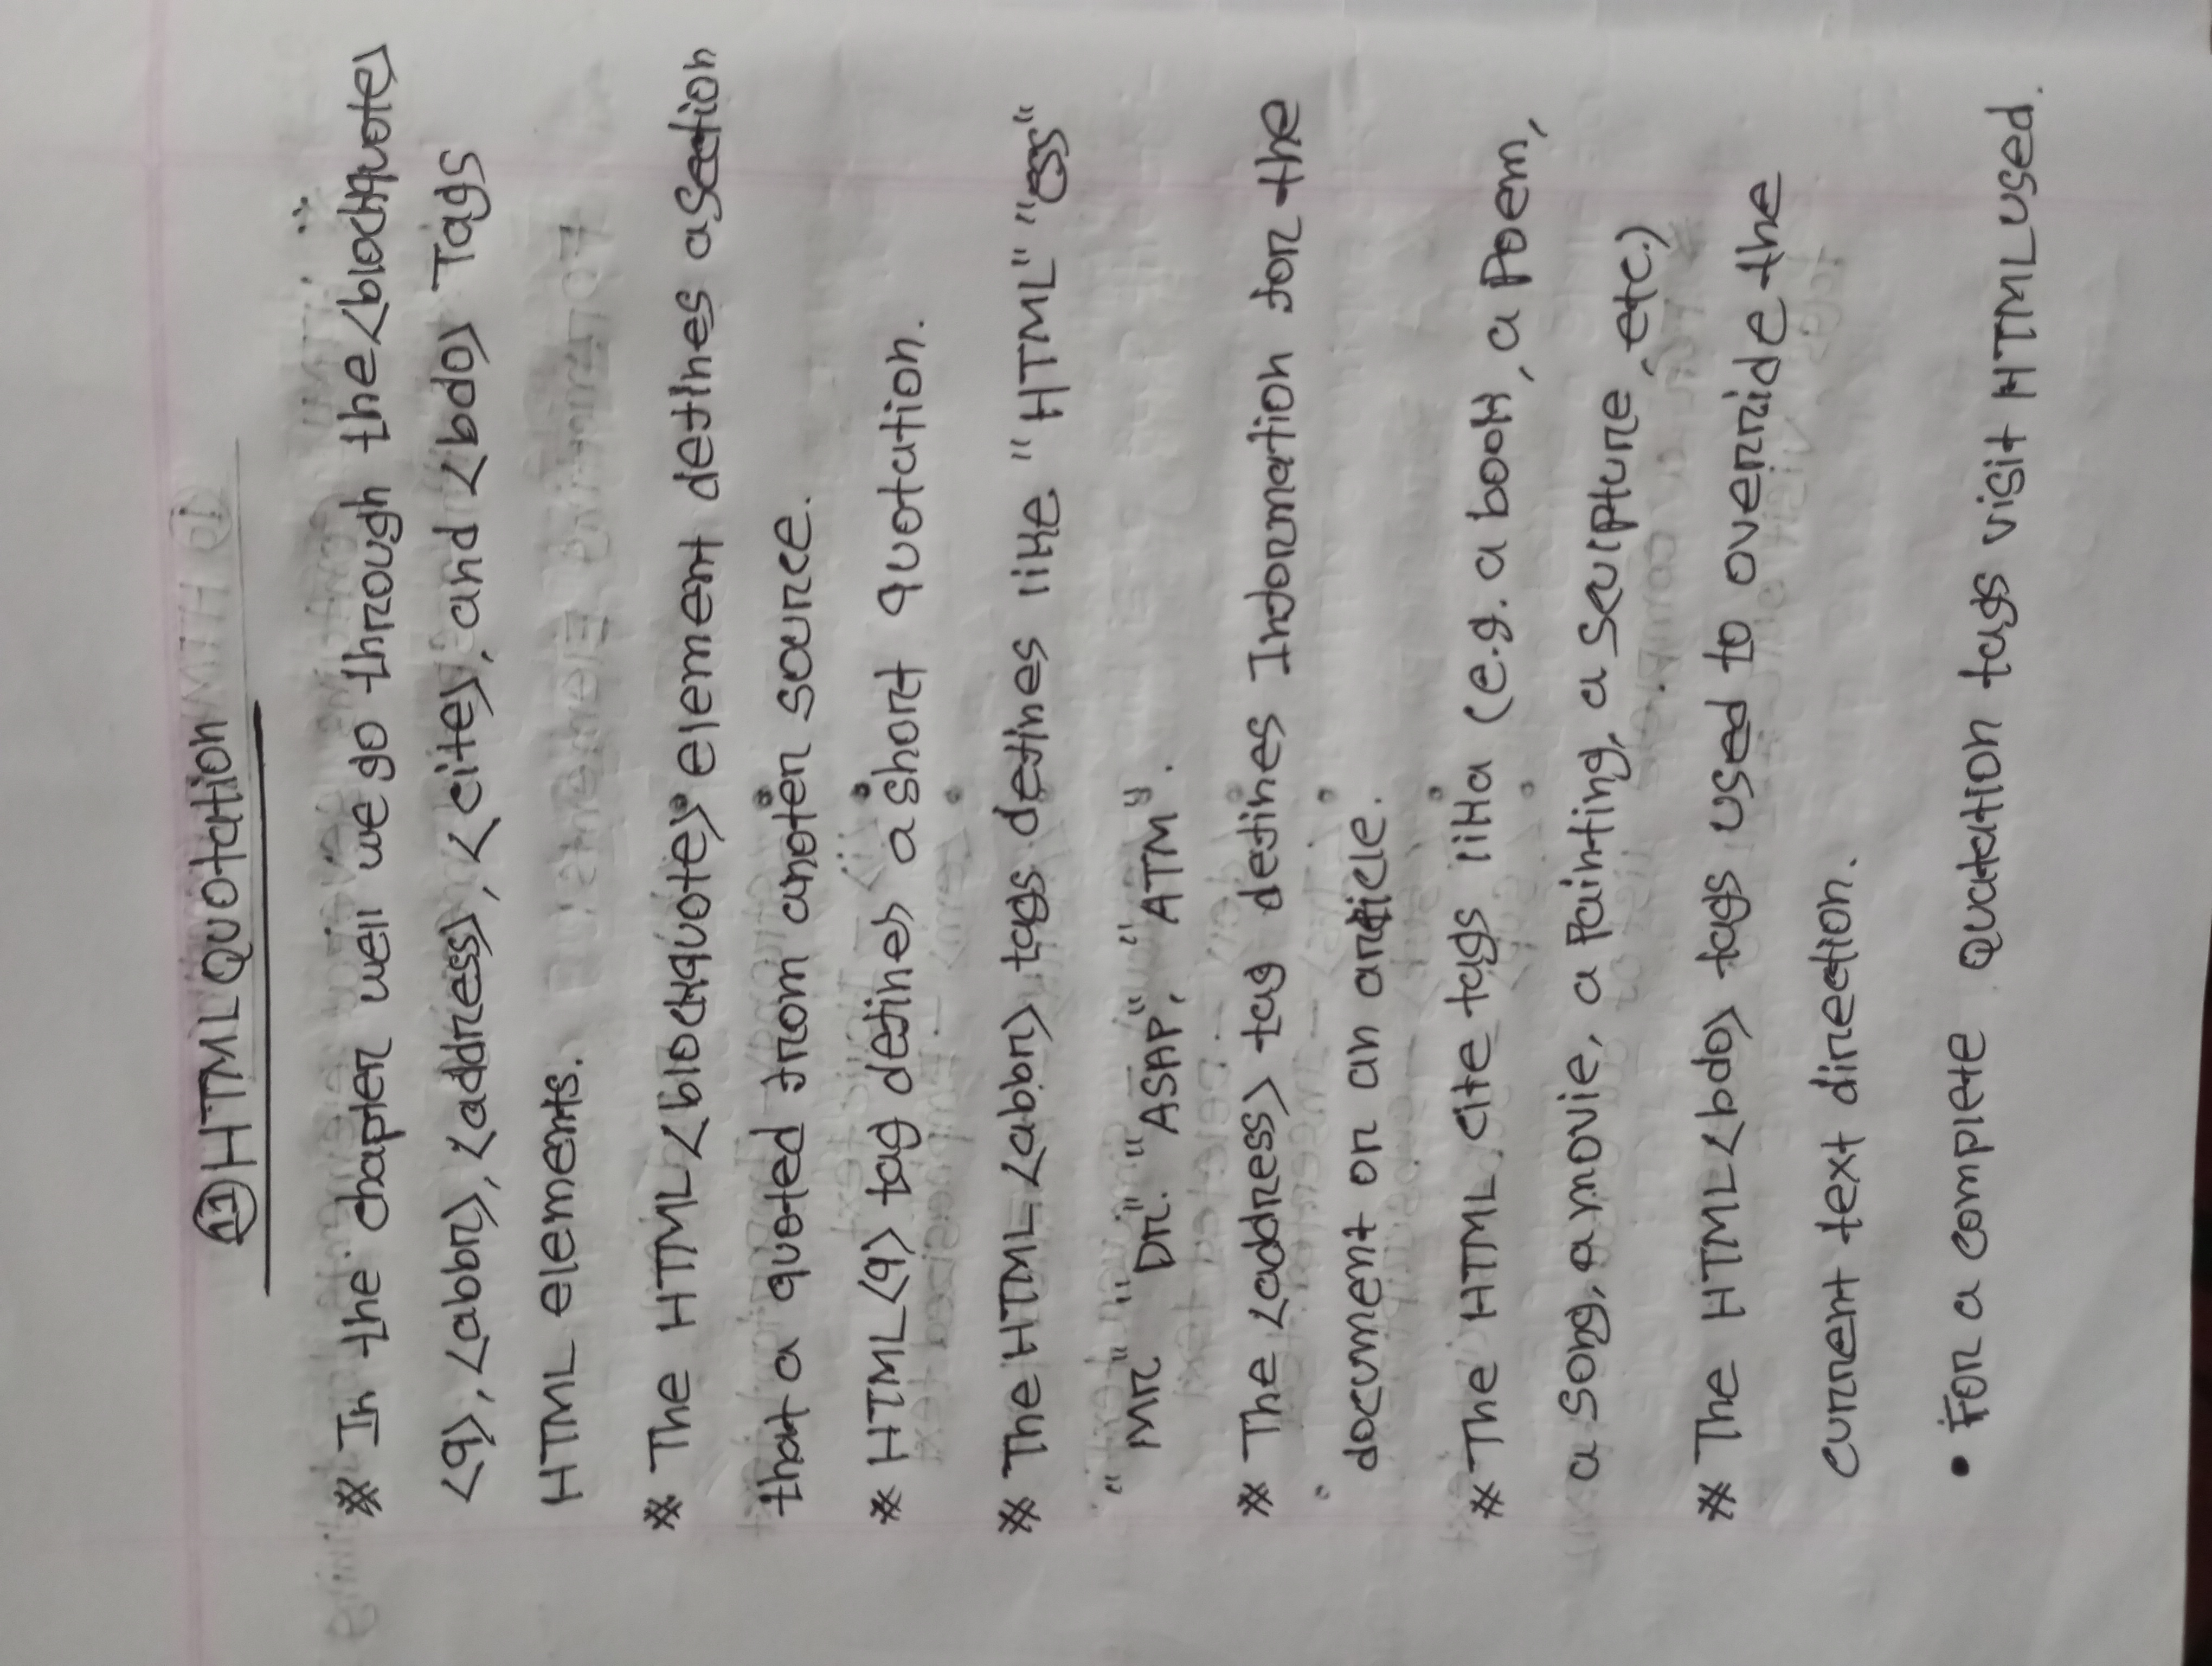 ⑪ HTML Quotation
* In the chapter well we go through the <blockquote>
<q>, <abbr>, <address>, <cite>, and <bdo> Tags
HTML elements.
* The HTML <blockquote> element defines a section
that a quoted from anoter source.
* HTML <q> tag defines a short quotation.
* The HTML <abbr> tags defines like "HTML" "css"
"Mr." "Dr." "ASAP", "ATM".
* The <address> tag defines Information for the
document or an article.
* The HTML cite tags lika (e.g. a book, a Poem,
a song, a movie, a Painting, a sculpture, etc.)
* The HTML <bdo> tags used to override the
current text direction.
• For a complete Quatation tags visit HTML used.